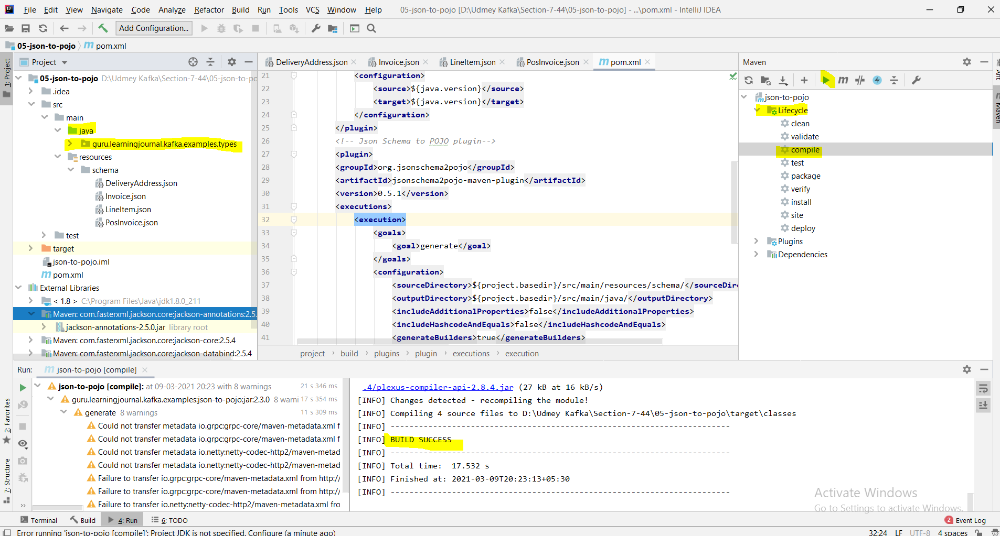 File Edit View Navigate Code Analyze Refactor Build Run Tools VCS Window Help 05-json-to-pojo [D:\Udmey Kafka\Section-7-44\05-json-to-pojo] - ...\pom.xml - IntelliJ IDEA
Add Configuration...
05-json-to-pojo m pom.xml
1: Project
Project
05-json-to-pojo D:\Udmey Kafka\Section-7-44\05-json-to-po
.idea
src
main
java
guru.learningjournal.kafka.examples.types
resources
schema
DeliveryAddress.json
Invoice.json
LineItem.json
PosInvoice.json
test
target
json-to-pojo.iml
m pom.xml
External Libraries
< 1.8 > C:\Program Files\Java\jdk1.8.0_211
Maven: com.fasterxml.jackson.core:jackson-annotations:2.5.
jackson-annotations-2.5.0.jar library root
Maven: com.fasterxml.jackson.core:jackson-core:2.5.4
Maven: com.fasterxml.jackson.core:jackson-databind:2.5.4
DeliveryAddress.json Invoice.json LineItem.json PosInvoice.json m pom.xml
21 <configuration>
22 <source>${java.version}</source>
23 <target>${java.version}</target>
24 </configuration>
25 </plugin>
26 <!-- Json Schema to POJO plugin-->
27 <plugin>
28 <groupId>org.jsonschema2pojo</groupId>
29 <artifactId>jsonschema2pojo-maven-plugin</artifactId>
30 <version>0.5.1</version>
31 <executions>
32 <execution>
33 <goals>
34 <goal>generate</goal>
35 </goals>
36 <configuration>
37 <sourceDirectory>${project.basedir}/src/main/resources/schema/</sourceDire
38 <outputDirectory>${project.basedir}/src/main/java/</outputDirectory>
39 <includeAdditionalProperties>false</includeAdditionalProperties>
40 <includeHashcodeAndEquals>false</includeHashcodeAndEquals>
41 <generateBuilders>true</generateBuilders>
project › build › plugins › plugin › executions › execution
Maven
m
json-to-pojo
Lifecycle
clean
validate
compile
test
package
verify
install
site
deploy
Plugins
Dependencies
Ant
m Maven
Run: m json-to-pojo [compile]
json-to-pojo [compile]: at 09-03-2021 20:23 with 8 warnings 21 s 346 ms
guru.learningjournal.kafka.examples:json-to-pojo:jar:2.3.0 8 warni 17 s 354 ms
generate 8 warnings 11 s 309 ms
Could not transfer metadata io.grpc:grpc-core/maven-metadata.xml f
Could not transfer metadata io.grpc:grpc-core/maven-metadata.xml f
Could not transfer metadata io.netty:netty-codec-http2/maven-metad
Could not transfer metadata io.netty:netty-codec-http2/maven-metad
Failure to transfer io.grpc:grpc-core/maven-metadata.xml from http:/
Failure to transfer io.grpc:grpc-core/maven-metadata.xml from http:/
Failure to transfer io.netty:netty-codec-http2/maven-metadata.xml fro
.4/plexus-compiler-api-2.8.4.jar (27 kB at 16 kB/s)
[INFO] Changes detected - recompiling the module!
[INFO] Compiling 4 source files to D:\Udmey Kafka\Section-7-44\05-json-to-pojo\target\classes
[INFO] ------------------------------------------------------------------------
[INFO] BUILD SUCCESS
[INFO] ------------------------------------------------------------------------
[INFO] Total time:  17.532 s
[INFO] Finished at: 2021-03-09T20:23:13+05:30
[INFO] ------------------------------------------------------------------------
Activate Windows
Go to Settings to activate Windows.
2: Favorites
7: Structure
Terminal Build 4: Run 6: TODO 2 Event Log
Error running 'json-to-pojo [compile]': Project JDK is not specified. Configure (a minute ago) 32:24 LF UTF-8 4 spaces